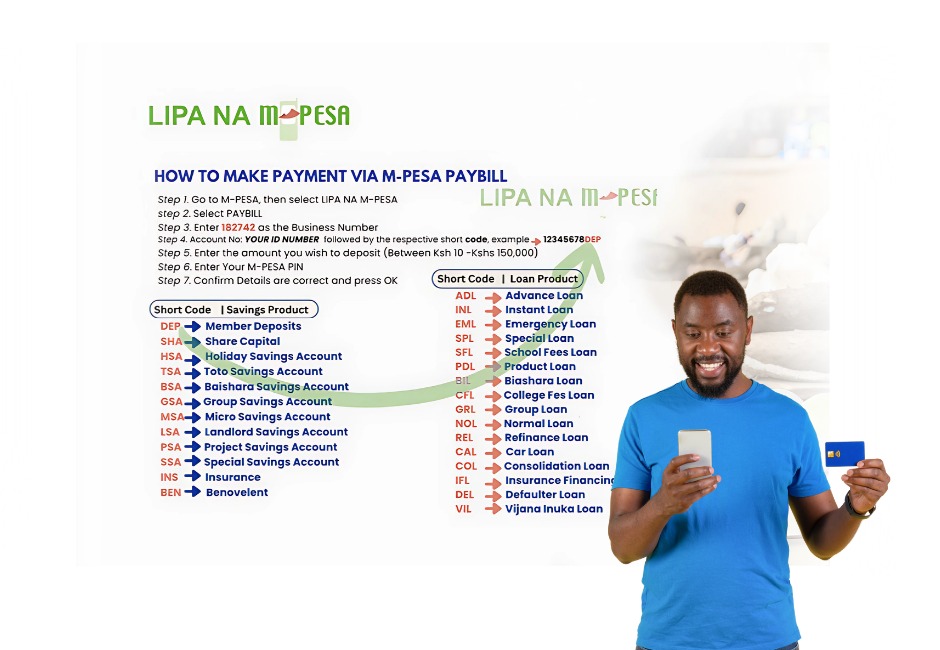 LIPA NA M-PESA
HOW TO MAKE PAYMENT VIA M-PESA PAYBILL
LIPA NA M-PESA
Step 1. Go to M-PESA, then select LIPA NA M-PESA
step 2. Select PAYBILL
Step 3. Enter 182742 as the Business Number
Step 4. Account No: YOUR ID NUMBER followed by the respective short code, example 12345678DEP
Step 5. Enter the amount you wish to deposit (Between Ksh 10 -Kshs 150,000)
Step 6. Enter Your M-PESA PIN
Step 7. Confirm Details are correct and press OK
Short Code | Savings Product
DEP Member Deposits
SHA Share Capital
HSA Holiday Savings Account
TSA Toto Savings Account
BSA Baishara Savings Account
GSA Group Savings Account
MSA Micro Savings Account
LSA Landlord Savings Account
PSA Project Savings Account
SSA Special Savings Account
INS Insurance
BEN Benovelent
Short Code | Loan Product
ADL Advance Loan
INL Instant Loan
EML Emergency Loan
SPL Special Loan
SFL School Fees Loan
PDL Product Loan
BIL Biashara Loan
CFL College Fes Loan
GRL Group Loan
NOL Normal Loan
REL Refinance Loan
CAL Car Loan
COL Consolidation Loan
IFL Insurance Financing
DEL Defaulter Loan
VIL Vijana Inuka Loan